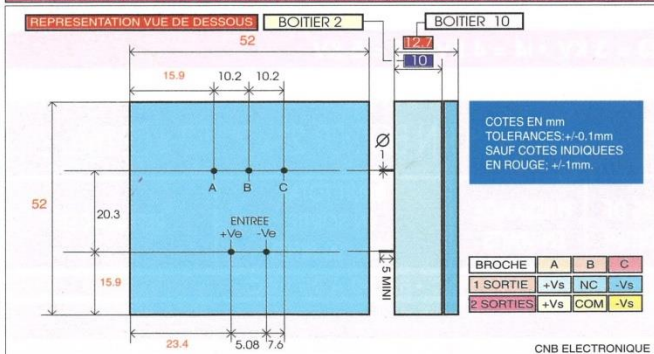 REPRESENTATION VUE DE DESSOUS
BOITIER 2
BOITIER 10
52
12.7
10
15.9
10.2
10.2
Ø
A
B
C
52
20.3
ENTREE
+Ve
-Ve
15.9
5 MINI
23.4
5.08
7.6
COTES EN mm
TOLERANCES:+/-0.1mm
SAUF COTES INDIQUEES
EN ROUGE; +/-1mm.
BROCHE A B C
1 SORTIE +Vs NC -Vs
2 SORTIES +Vs COM -Vs
CNB ELECTRONIQUE